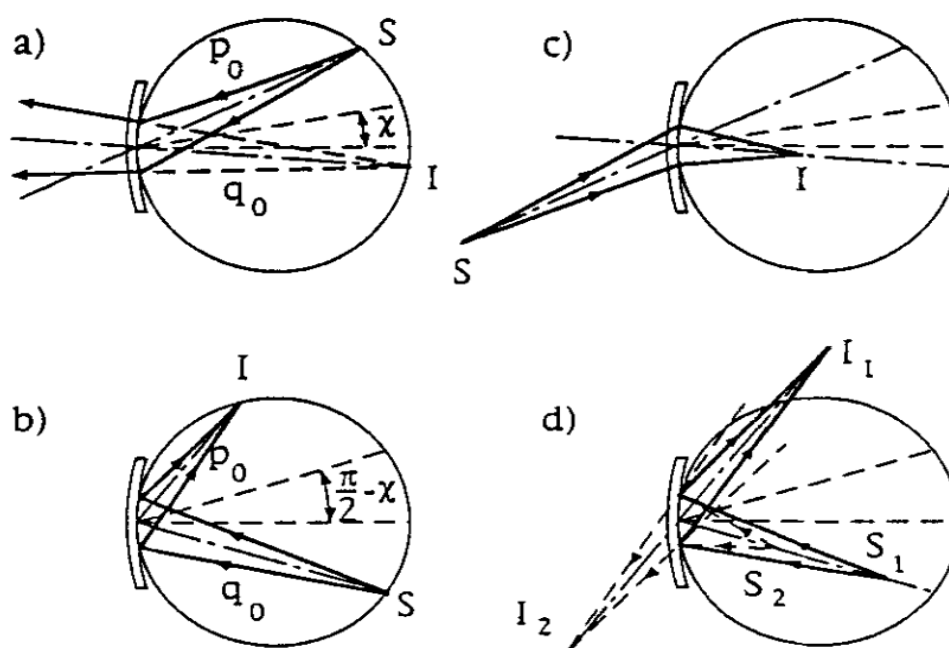 a)
p₀
S
χ
I
q₀
c)
I
S
b)
I
p₀
π/2 - χ
q₀
S
d)
I₁
S₁
S₂
I₂